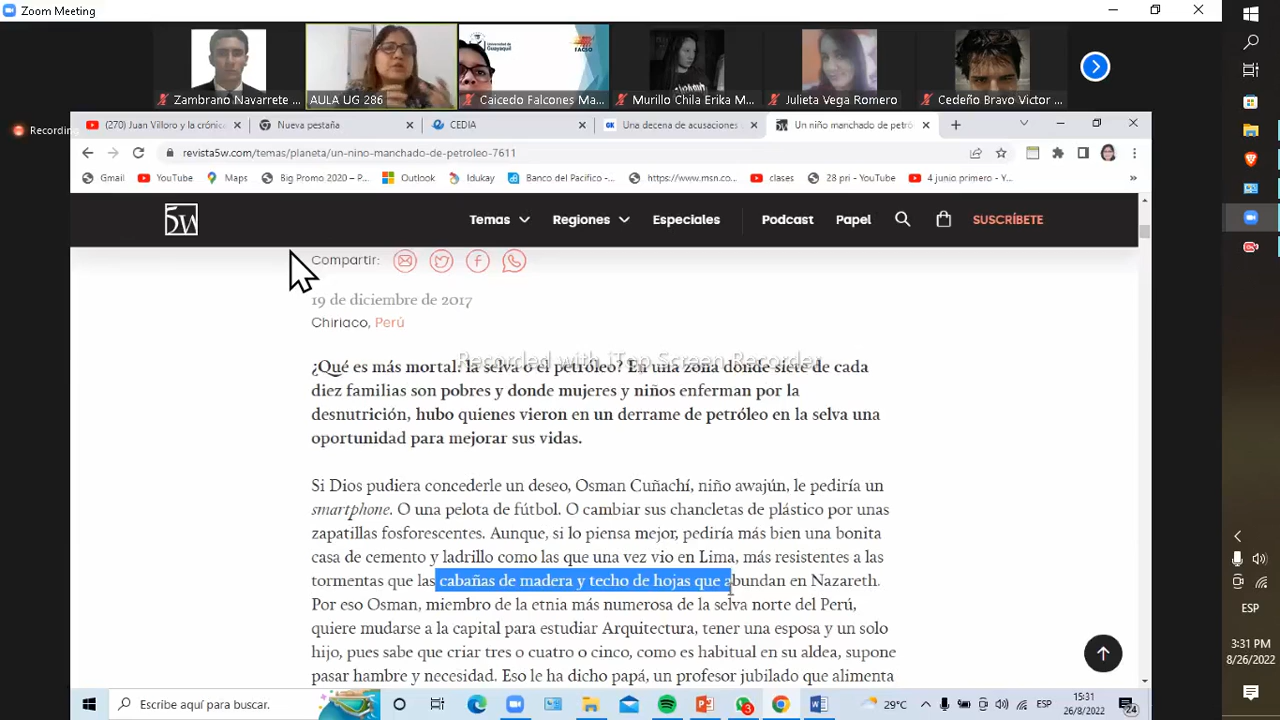 Zoom Meeting
Universidad de Guayaquil
FACSO
Zambrano Navarrete ...
AULA UG 286
Caicedo Falcones Ma...
Murillo Chila Erika M...
Julieta Vega Romero
Cedeño Bravo Victor ...
Recording
(270) Juan Villoro y la crónica
Nueva pestaña
CEDIA
Una decena de acusaciones
Un niño manchado de petró
revista5w.com/temas/planeta/un-nino-manchado-de-petroleo-7611
Gmail
YouTube
Maps
Big Promo 2020 – P...
Outlook
Idukay
Banco del Pacífico -...
https://www.msn.co...
clases
28 pri - YouTube
4 junio primero - Y...
5W
Temas
Regiones
Especiales
Podcast
Papel
SUSCRÍBETE
Compartir:
19 de diciembre de 2017
Chiriaco, Perú
Recorded with iTop Screen Recorder
¿Qué es más mortal: la selva o el petróleo? En una zona donde siete de cada
diez familias son pobres y donde mujeres y niños enferman por la
desnutrición, hubo quienes vieron en un derrame de petróleo en la selva una
oportunidad para mejorar sus vidas.
Si Dios pudiera concederle un deseo, Osman Cuñachí, niño awajún, le pediría un
smartphone. O una pelota de fútbol. O cambiar sus chancletas de plástico por unas
zapatillas fosforescentes. Aunque, si lo piensa mejor, pediría más bien una bonita
casa de cemento y ladrillo como las que una vez vio en Lima, más resistentes a las
tormentas que las cabañas de madera y techo de hojas que abundan en Nazareth.
Por eso Osman, miembro de la etnia más numerosa de la selva norte del Perú,
quiere mudarse a la capital para estudiar Arquitectura, tener una esposa y un solo
hijo, pues sabe que criar tres o cuatro o cinco, como es habitual en su aldea, supone
pasar hambre y necesidad. Eso le ha dicho papá, un profesor jubilado que alimenta
Escribe aquí para buscar.
29°C
ESP
15:31
26/8/2022
24
ESP
3:31 PM
8/26/2022